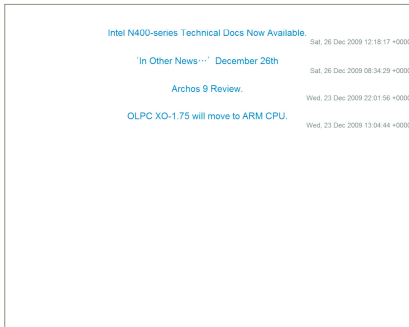 Intel N400-series Technical Docs Now Available.
Sat, 26 Dec 2009 12:18:17 +0000
‘In Other News…’ December 26th
Sat, 26 Dec 2009 08:34:29 +0000
Archos 9 Review.
Wed, 23 Dec 2009 22:01:56 +0000
OLPC XO-1.75 will move to ARM CPU.
Wed, 23 Dec 2009 13:04:44 +0000